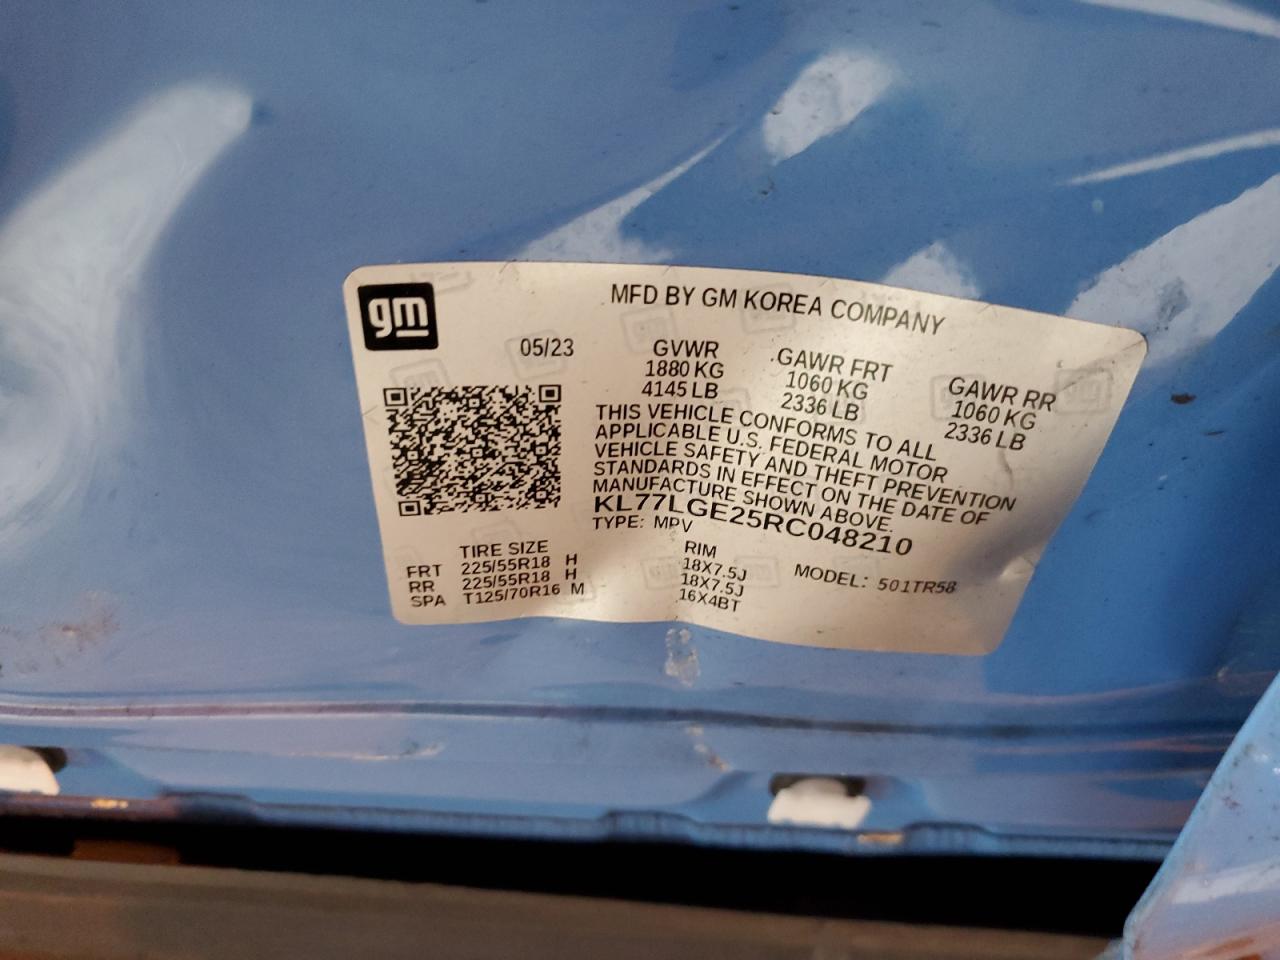 gm
MFD BY GM KOREA COMPANY
05/23
GVWR
1880 KG
4145 LB
GAWR FRT
1060 KG
2336 LB
GAWR RR
1060 KG
2336 LB
THIS VEHICLE CONFORMS TO ALL
APPLICABLE U.S. FEDERAL MOTOR
VEHICLE SAFETY AND THEFT PREVENTION
STANDARDS IN EFFECT ON THE DATE OF
MANUFACTURE SHOWN ABOVE.
KL77LGE25RC048210
TYPE: MPV
MODEL: 501TR58
TIRE SIZE RIM
FRT 225/55R18 H 18X7.5J
RR 225/55R18 H 18X7.5J
SPA T125/70R16 M 16X4BT